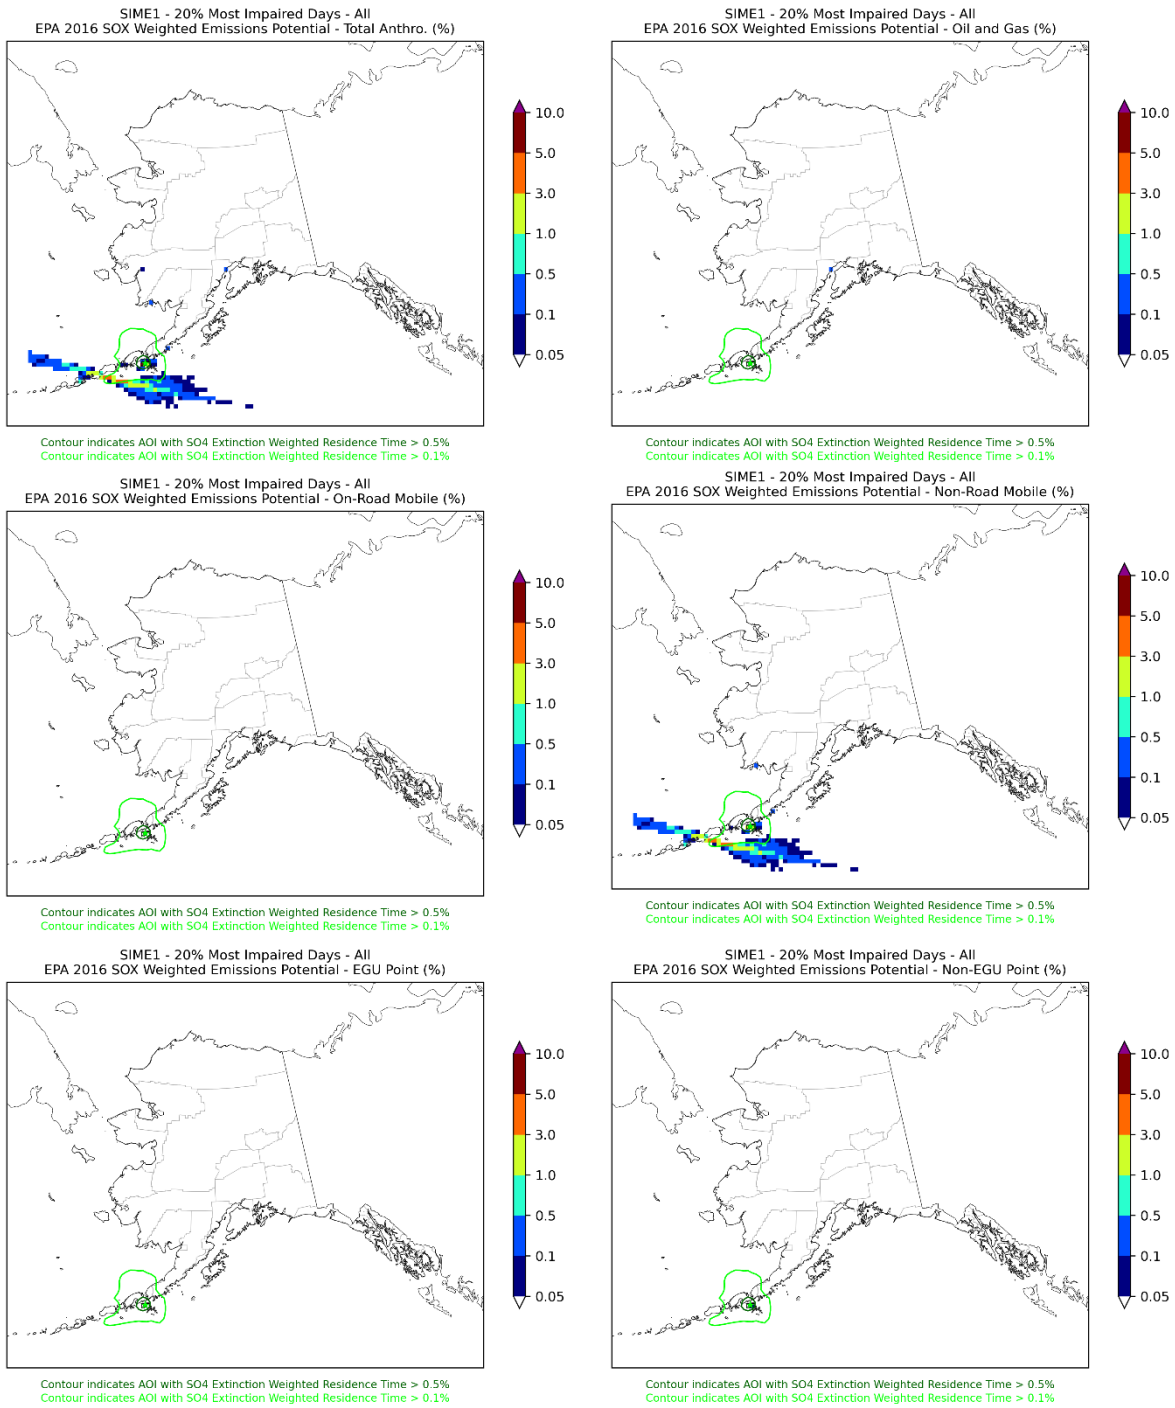 SIME1 - 20% Most Impaired Days - All
EPA 2016 SOX Weighted Emissions Potential - Total Anthro. (%)
10.0
5.0
3.0
1.0
0.5
0.1
0.05
Contour indicates AOI with SO4 Extinction Weighted Residence Time > 0.5%
Contour indicates AOI with SO4 Extinction Weighted Residence Time > 0.1%
SIME1 - 20% Most Impaired Days - All
EPA 2016 SOX Weighted Emissions Potential - Oil and Gas (%)
10.0
5.0
3.0
1.0
0.5
0.1
0.05
Contour indicates AOI with SO4 Extinction Weighted Residence Time > 0.5%
Contour indicates AOI with SO4 Extinction Weighted Residence Time > 0.1%
SIME1 - 20% Most Impaired Days - All
EPA 2016 SOX Weighted Emissions Potential - On-Road Mobile (%)
10.0
5.0
3.0
1.0
0.5
0.1
0.05
Contour indicates AOI with SO4 Extinction Weighted Residence Time > 0.5%
Contour indicates AOI with SO4 Extinction Weighted Residence Time > 0.1%
SIME1 - 20% Most Impaired Days - All
EPA 2016 SOX Weighted Emissions Potential - Non-Road Mobile (%)
10.0
5.0
3.0
1.0
0.5
0.1
0.05
Contour indicates AOI with SO4 Extinction Weighted Residence Time > 0.5%
Contour indicates AOI with SO4 Extinction Weighted Residence Time > 0.1%
SIME1 - 20% Most Impaired Days - All
EPA 2016 SOX Weighted Emissions Potential - EGU Point (%)
10.0
5.0
3.0
1.0
0.5
0.1
0.05
Contour indicates AOI with SO4 Extinction Weighted Residence Time > 0.5%
Contour indicates AOI with SO4 Extinction Weighted Residence Time > 0.1%
SIME1 - 20% Most Impaired Days - All
EPA 2016 SOX Weighted Emissions Potential - Non-EGU Point (%)
10.0
5.0
3.0
1.0
0.5
0.1
0.05
Contour indicates AOI with SO4 Extinction Weighted Residence Time > 0.5%
Contour indicates AOI with SO4 Extinction Weighted Residence Time > 0.1%